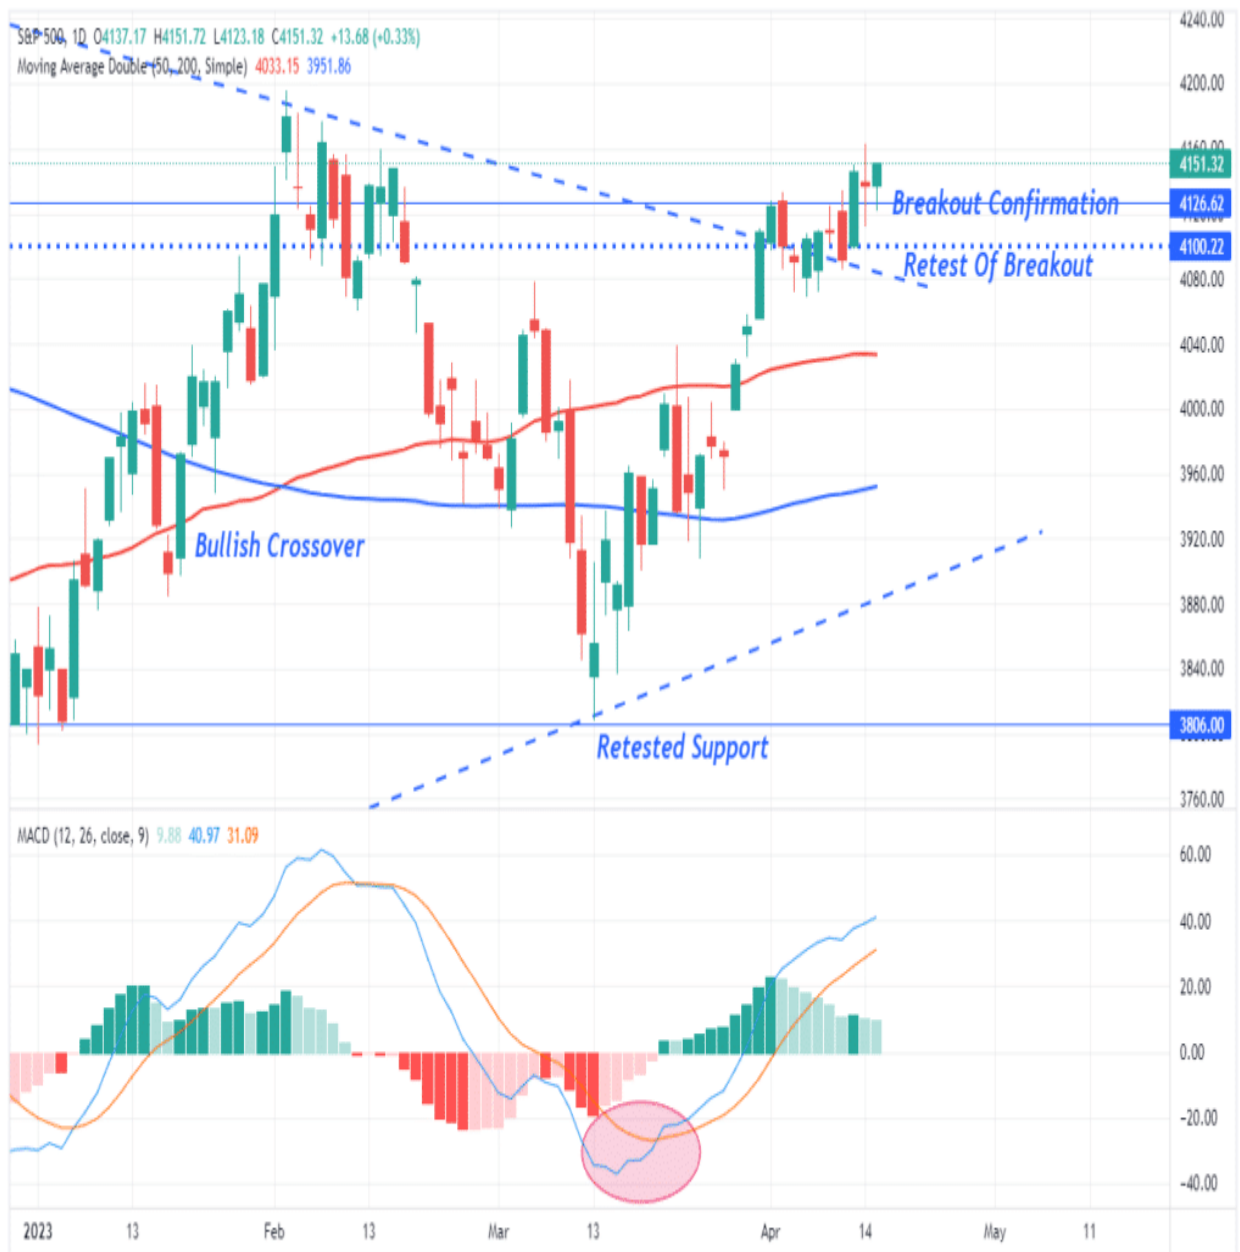 S&P 500, 1D O4137.17 H4151.72 L4123.18 C4151.32 +13.68 (+0.33%)
Moving Average Double (50, 200, Simple) 4033.15 3951.86
4240.00
4200.00
4160.00
4151.32
Breakout Confirmation
4126.62
4100.22
Retest Of Breakout
4080.00
4040.00
4000.00
3960.00
Bullish Crossover
3920.00
3880.00
3840.00
3806.00
Retested Support
3760.00
MACD (12, 26, close, 9) 9.88 40.97 31.09
60.00
40.00
20.00
0.00
−20.00
−40.00
2023 13 Feb 13 Mar 13 Apr 14 May 11